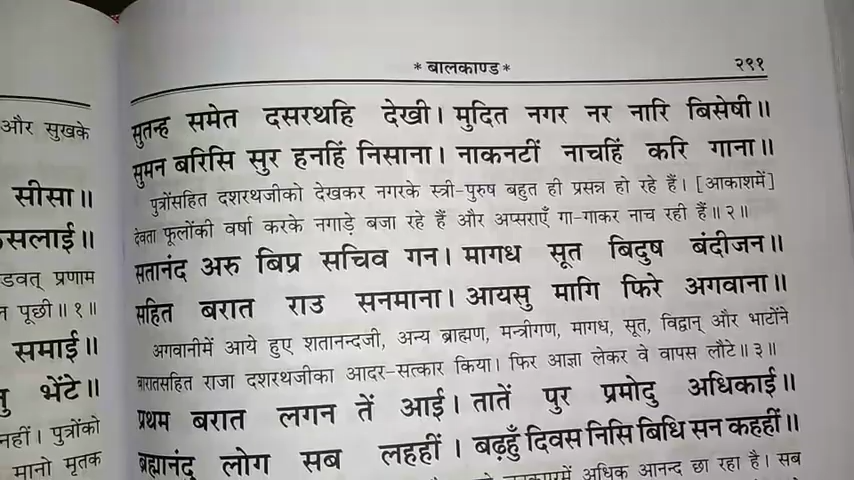 और सुखके
सीसा॥
प्रणाम
पूछी॥१॥
समाई॥
भेंटे॥
नहीं। पुत्रोंको
मानो मृतक
* बालकाण्ड *
२९१
सुतन्ह समेत दसरथहि देखी। मुदित नगर नर नारि बिसेषी॥
सुमन बरिसि सुर हनहिं निसाना। नाकनटीं नाचहिं करि गाना॥
पुत्रोंसहित दशरथजीको देखकर नगरके स्त्री-पुरुष बहुत ही प्रसन्न हो रहे हैं। [आकाशमें]
देवता फूलोंकी वर्षा करके नगाड़े बजा रहे हैं और अप्सराएँ गा-गाकर नाच रही हैं॥२॥
सतानंद अरु बिप्र सचिव गन। मागध सूत बिदुष बंदीजन॥
सहित बरात राउ सनमाना। आयसु मागि फिरे अगवाना॥
अगवानीमें आये हुए शतानन्दजी, अन्य ब्राह्मण, मन्त्रीगण, मागध, सूत, विद्वान् और भाटोंने
बारातसहित राजा दशरथजीका आदर-सत्कार किया। फिर आज्ञा लेकर वे वापस लौटे॥३॥
प्रथम बरात लगन तें आई। तातें पुर प्रमोदु अधिकाई॥
ब्रह्मानंदु लोग सब लहहीं। बढ़हुँ दिवस निसि बिधि सन कहहीं॥
अधिक आनन्द छा रहा है। सब